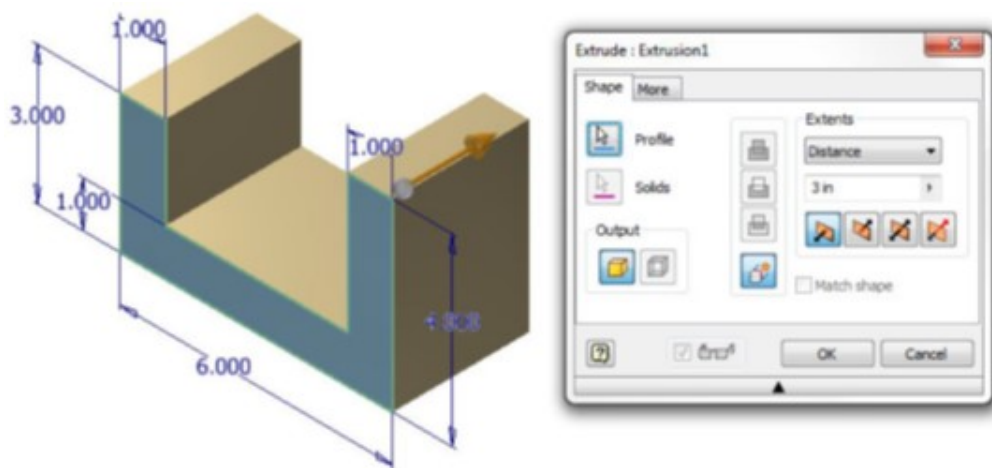 1.000
3.000
1.000
1.000
6.000
Extrude : Extrusion1
Shape
More
Profile
Solids
Output
Extents
Distance
3 in
Match shape
OK
Cancel